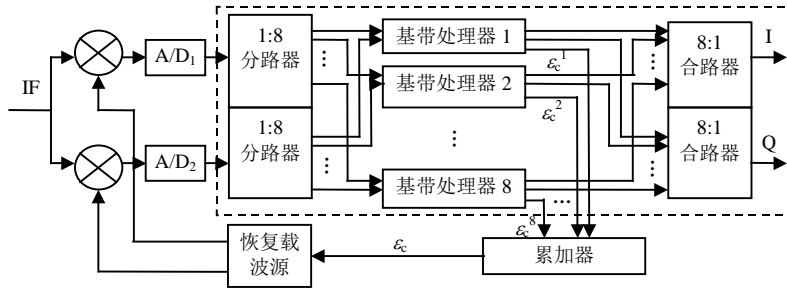 IF
A/D₁
A/D₂
1:8
分路器
1:8
分路器
⋮
⋮
基带处理器 1
基带处理器 2
⋮
基带处理器 8
εc¹
εc²
εc⁸
...
⋮
⋮
8:1
合路器
8:1
合路器
I
Q
恢复载
波源
εc
累加器